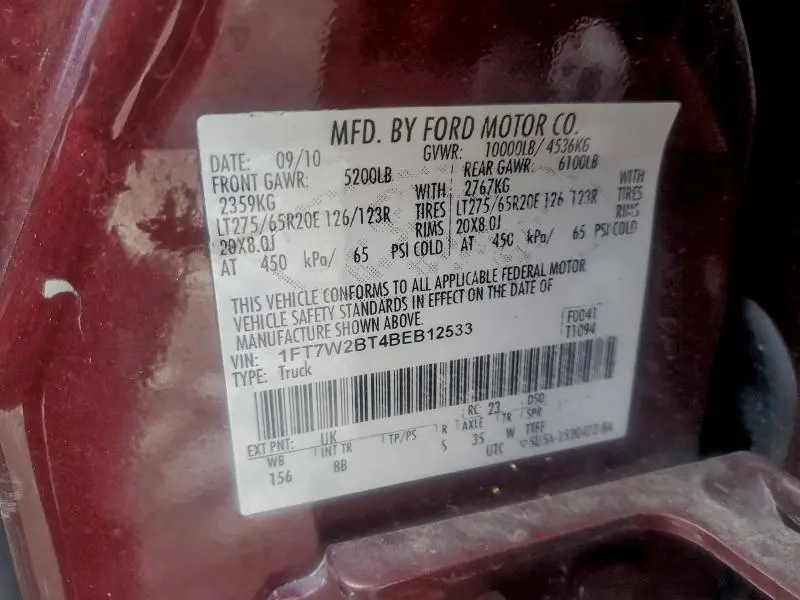 MFD. BY FORD MOTOR CO.
DATE: 09/10 GVWR: 10000LB/ 4536KG
FRONT GAWR: 5200LB REAR GAWR: 6100LB
2359KG WITH 2767KG WITH
LT275/65R20E 126/123R TIRES LT275/65R20E 126 123R TIRES
20X8.0J RIMS 20X8.0J RIMS
AT 450 kPa/ 65 PSI COLD AT 450 kPa/ 65 PSI COLD
THIS VEHICLE CONFORMS TO ALL APPLICABLE FEDERAL MOTOR
VEHICLE SAFETY STANDARDS IN EFFECT ON THE DATE OF
MANUFACTURE SHOWN ABOVE.
VIN: 1FT7W2BT4BEB12533 F0041
TYPE: Truck T1094
RC: 23 DSO:
EXT PNT: UK
WB INT TR TP/PS R AXLE TR SPR
156 8B S 35 W
UTC